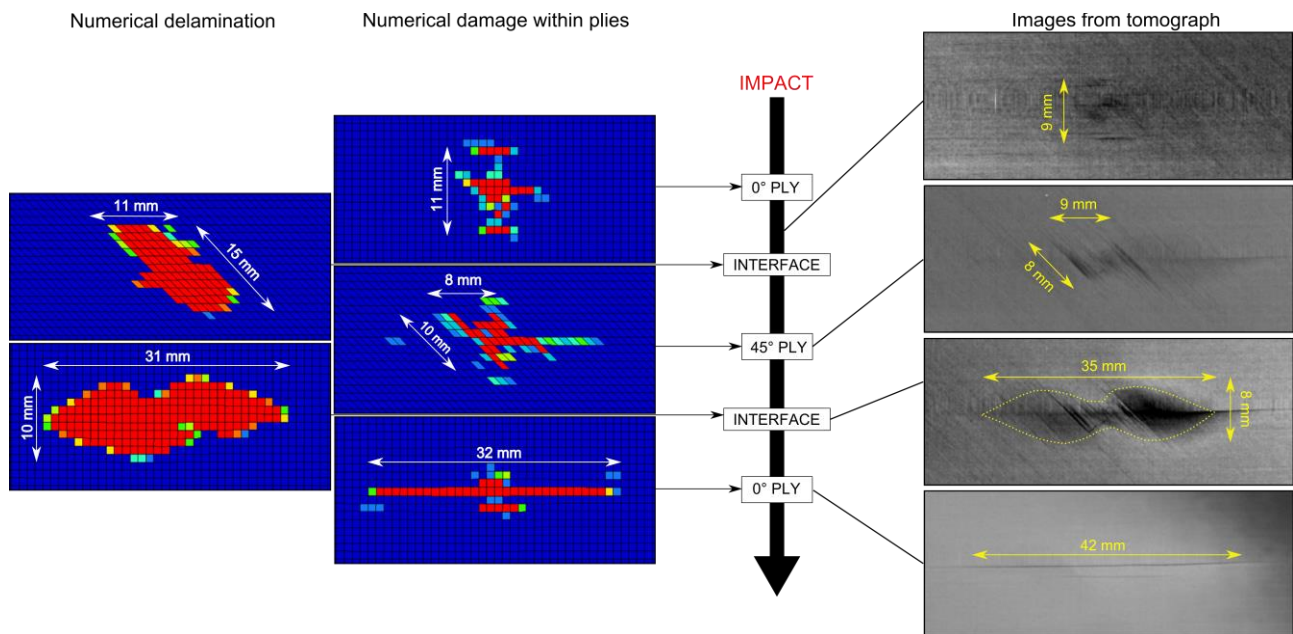 Numerical delamination
Numerical damage within plies
Images from tomograph
IMPACT
11 mm
15 mm
31 mm
10 mm
11 mm
8 mm
10 mm
32 mm
0° PLY
INTERFACE
45° PLY
INTERFACE
0° PLY
9 mm
9 mm
8 mm
35 mm
8 mm
42 mm